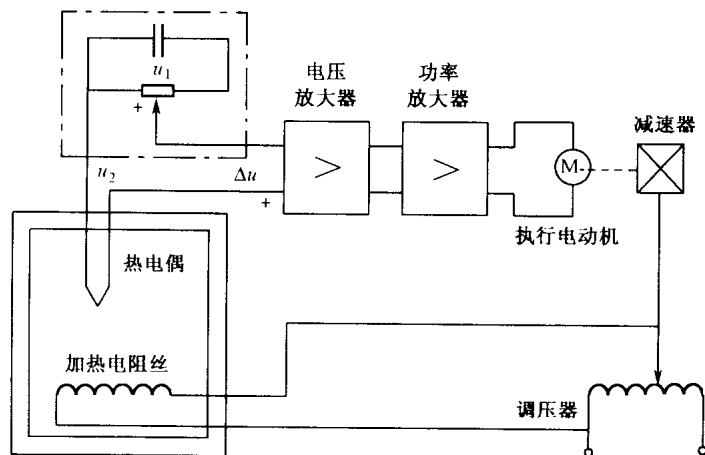 u₁
+
电压
放大器
功率
放大器
减速器
u₂
Δu
+
>
>
M
执行电动机
热电偶
加热电阻丝
调压器